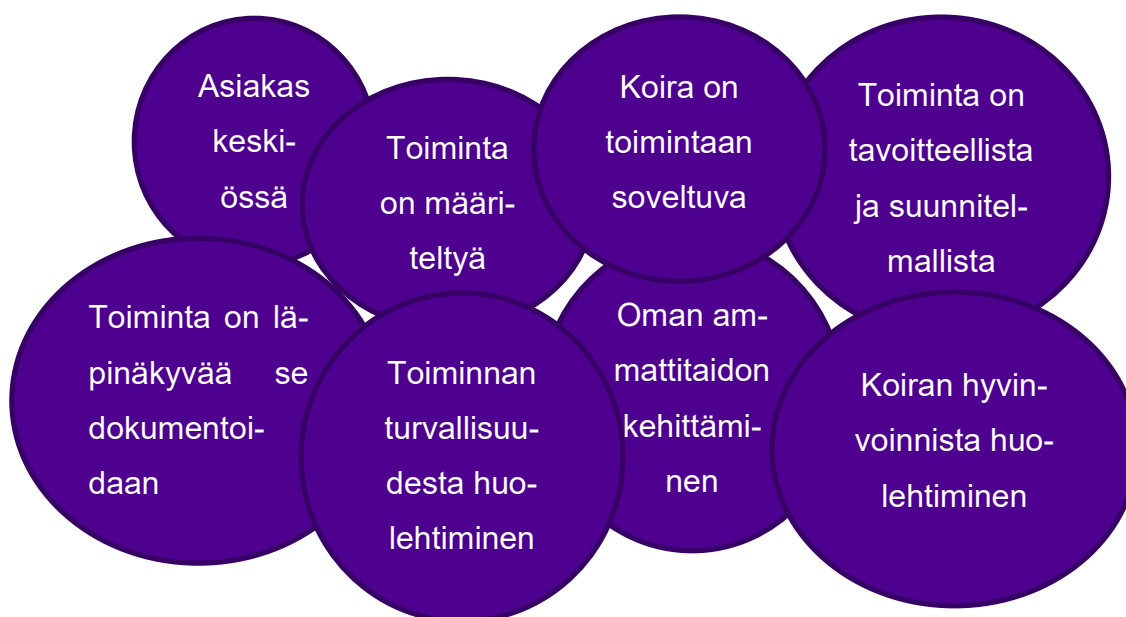 Asiakas
keski-
össä
Toiminta
on määri-
teltyä
Koira on
toimintaan
soveltuva
Toiminta on
tavoitteellista
ja suunnitel-
mallista
Toiminta on lä-
pinäkyvää se
dokumentoi-
daan
Toiminnan
turvallisuu-
desta huo-
lehtiminen
Oman am-
mattitaidon
kehittämi-
nen
Koiran hyvin-
voinnista huo-
lehtiminen